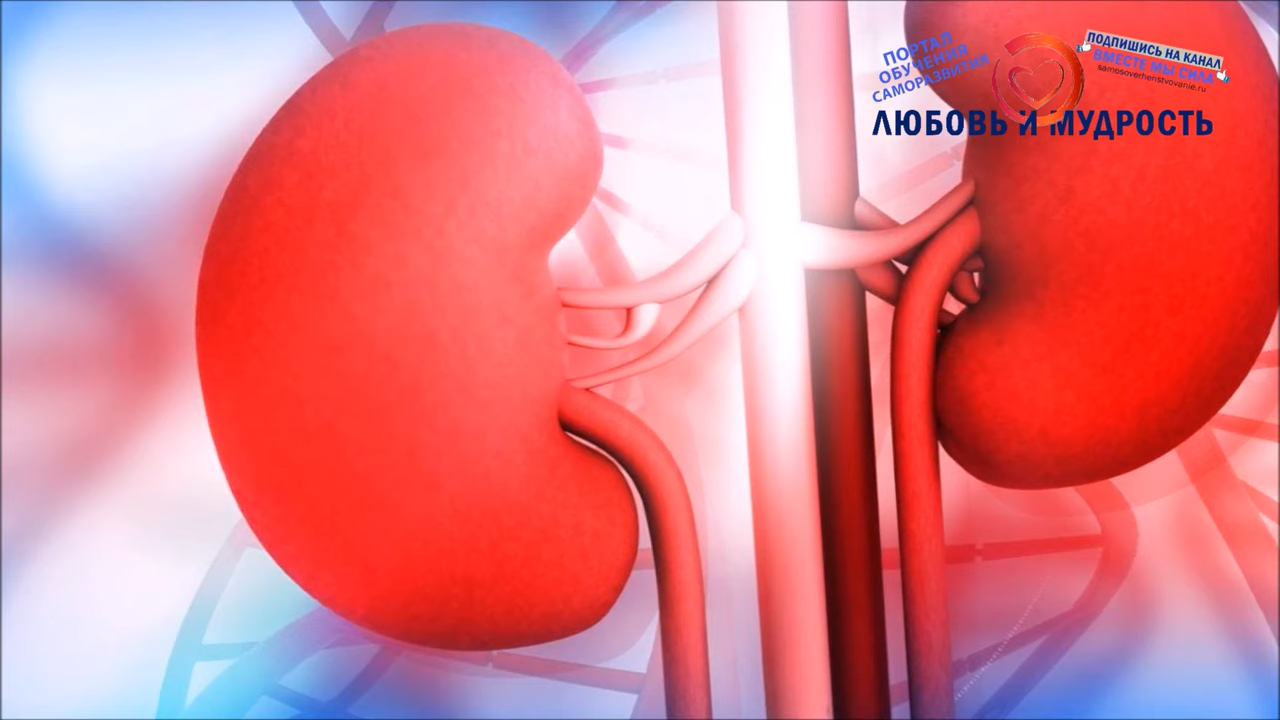 ПОРТАЛ
ОБУЧЕНИЯ
САМОРАЗВИТИЯ
ПОДПИШИСЬ НА КАНАЛ
ВМЕСТЕ МЫ СИЛА
samosoverhenstvovanie.ru
ЛЮБОВЬ И МУДРОСТЬ